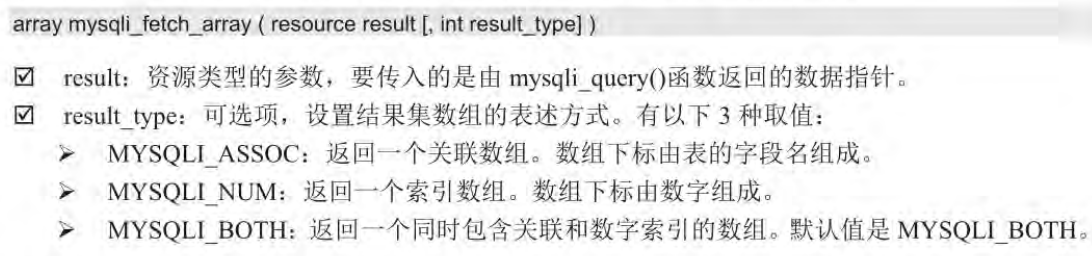 array mysqli_fetch_array ( resource result [, int result_type] )
☑ result：资源类型的参数，要传入的是由 mysqli_query()函数返回的数据指针。
☑ result_type：可选项，设置结果集数组的表述方式。有以下 3 种取值：
➢ MYSQLI_ASSOC：返回一个关联数组。数组下标由表的字段名组成。
➢ MYSQLI_NUM：返回一个索引数组。数组下标由数字组成。
➢ MYSQLI_BOTH：返回一个同时包含关联和数字索引的数组。默认值是 MYSQLI_BOTH。